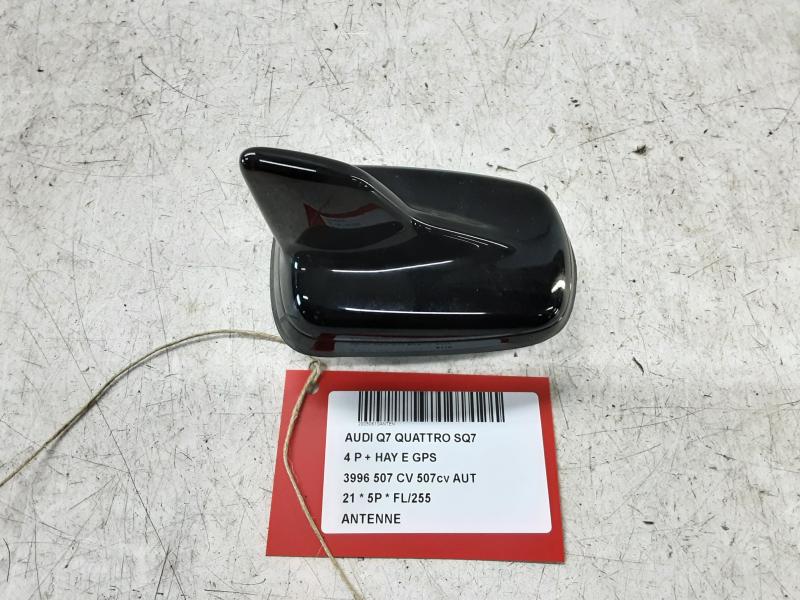 AUDI Q7 QUATTRO SQ7
4 P + HAY E GPS
3996 507 CV 507cv AUT
21 * 5P * FL/255
ANTENNE